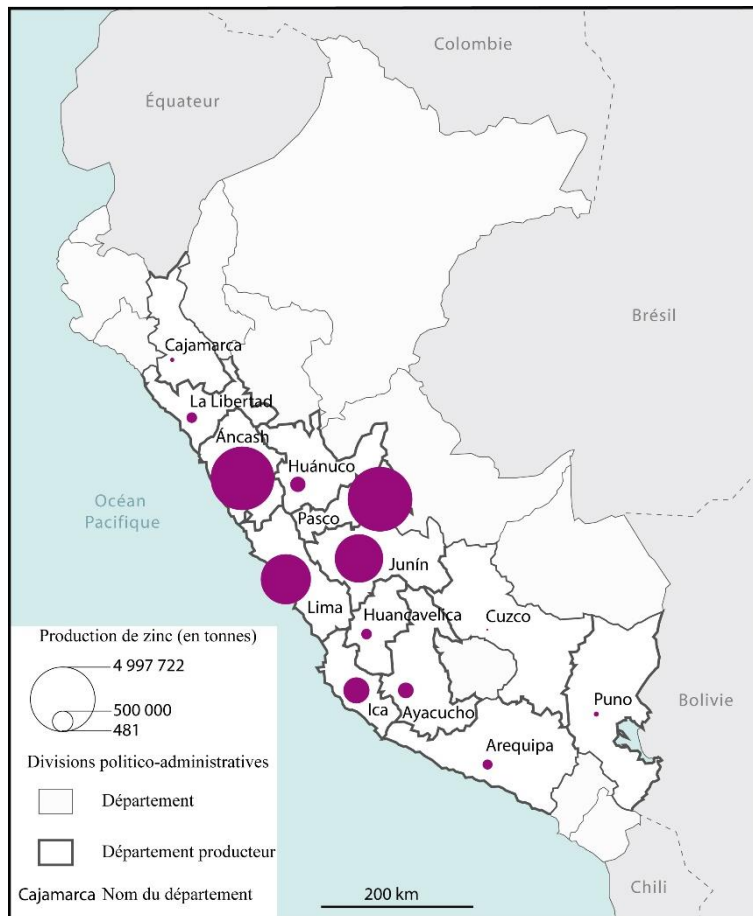 Colombie
Équateur
Brésil
Cajamarca
La Libertad
Áncash
Huánuco
Océan
Pacifique
Pasco
Junín
Lima
Huancavelica
Cuzco
Production de zinc (en tonnes)
4 997 722
500 000
481
Ica
Ayacucho
Puno
Bolivie
Arequipa
Divisions politico-administratives
Département
Département producteur
Cajamarca Nom du département
200 km
Chili